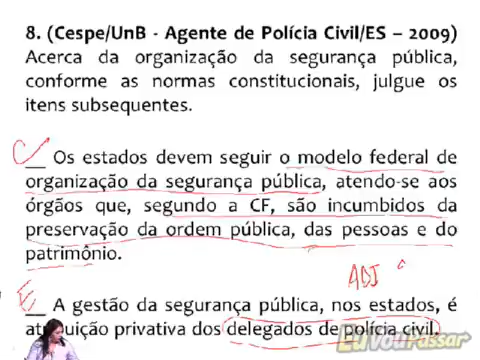 8. (Cespe/UnB - Agente de Polícia Civil/ES – 2009)
Acerca da organização da segurança pública,
conforme as normas constitucionais, julgue os
itens subsequentes.
C
__ Os estados devem seguir o modelo federal de
organização da segurança pública, atendo-se aos
órgãos que, segundo a CF, são incumbidos da
preservação da ordem pública, das pessoas e do
patrimônio.
ADI
E
__ A gestão da segurança pública, nos estados, é
atribuição privativa dos delegados de polícia civil.
EuVouPassar